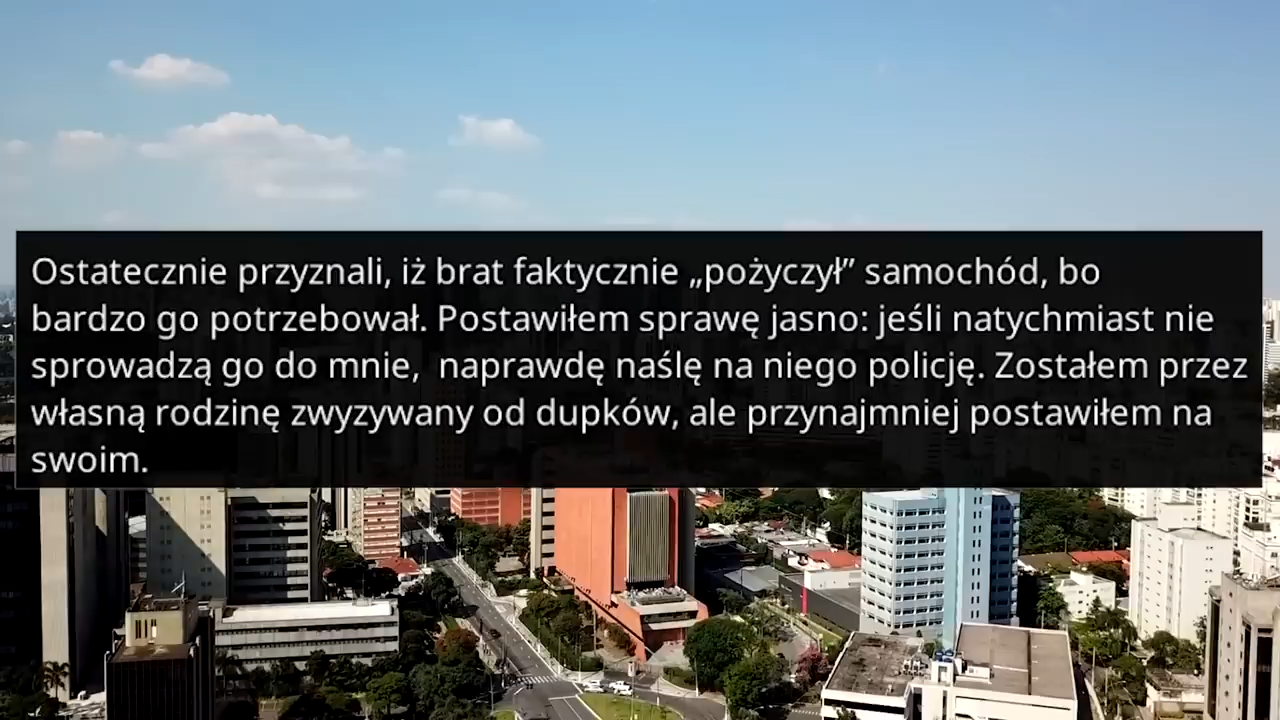 Ostatecznie przyznali, iż brat faktycznie „pożyczył” samochód, bo
bardzo go potrzebował. Postawiłem sprawę jasno: jeśli natychmiast nie
sprowadzą go do mnie,  naprawdę naślę na niego policję. Zostałem przez
własną rodzinę zwyzywany od dupków, ale przynajmniej postawiłem na
swoim.